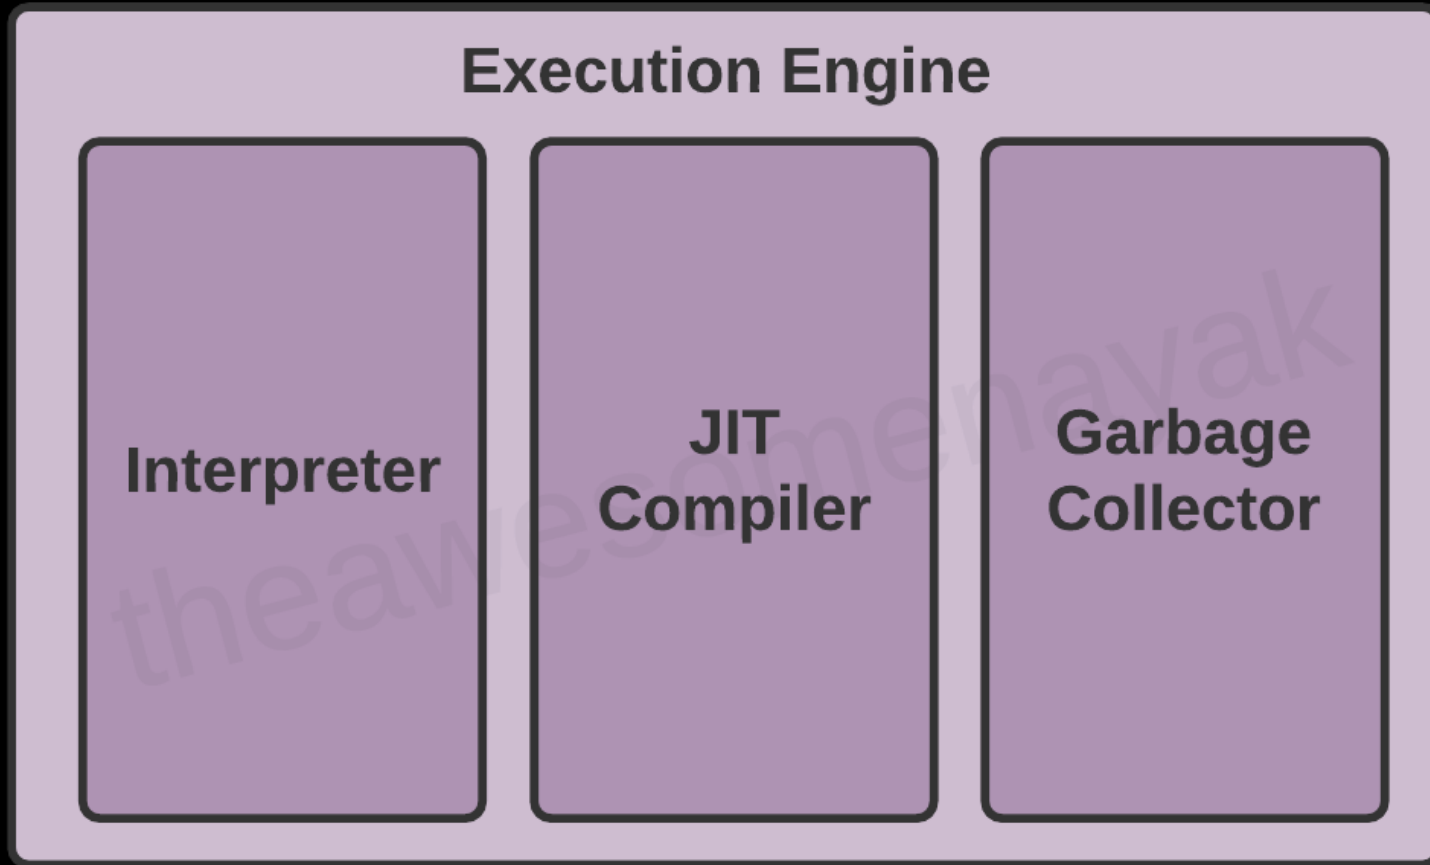 Execution Engine
Interpreter
JIT
Compiler
Garbage
Collector
theawesomenayak